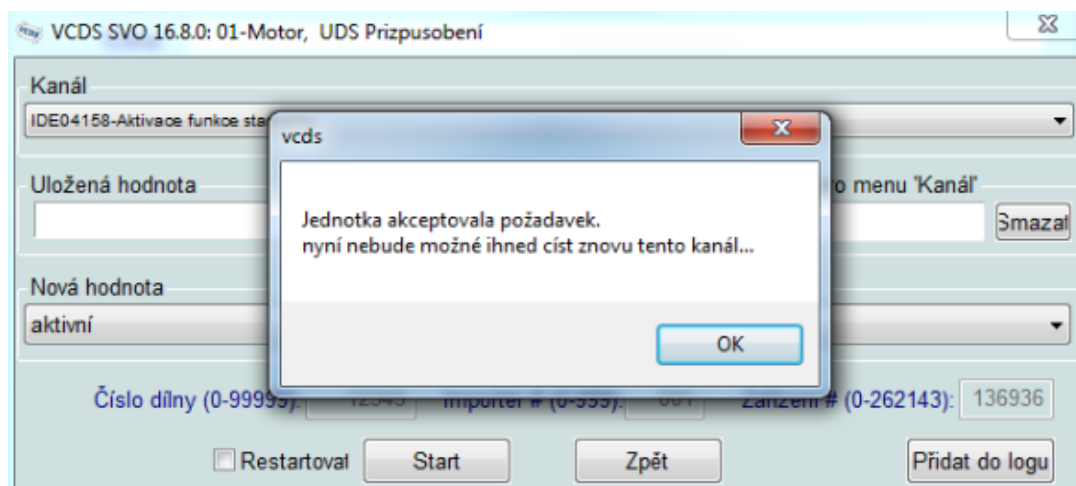 VCDS SVO 16.8.0: 01-Motor, UDS Prizpusobení
Kanál
IDE04158-Aktivace funkce sta
vcds
Jednotka akceptovala požadavek.
nyní nebude možné ihned císt znovu tento kanál...
OK
Uložená hodnota
o menu 'Kanál'
Smazat
Nová hodnota
aktivní
Číslo dílny (0-99999): 12345 Importer # (0-999): 001 Zařízení # (0-262143): 136936
Restartovat Start Zpět Přidat do logu